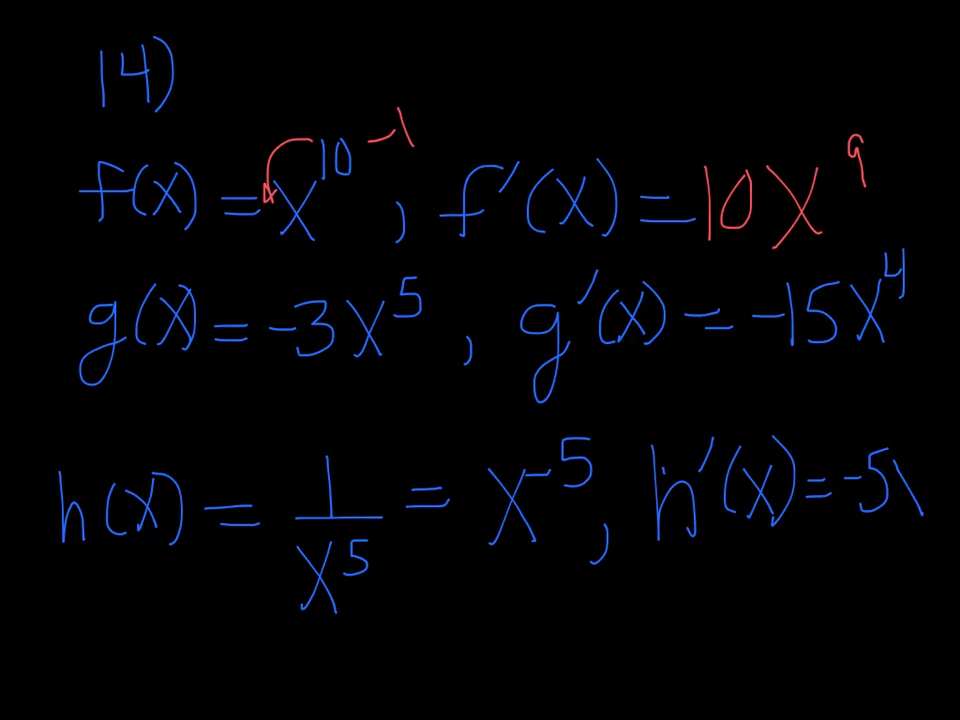 14)
f(x) = x^10 -1 , f'(x) = 10x^9
g(x) = -3x^5 , g'(x) = -15x^4
h(x) = 1/x^5 = x^-5 , h'(x) = -5